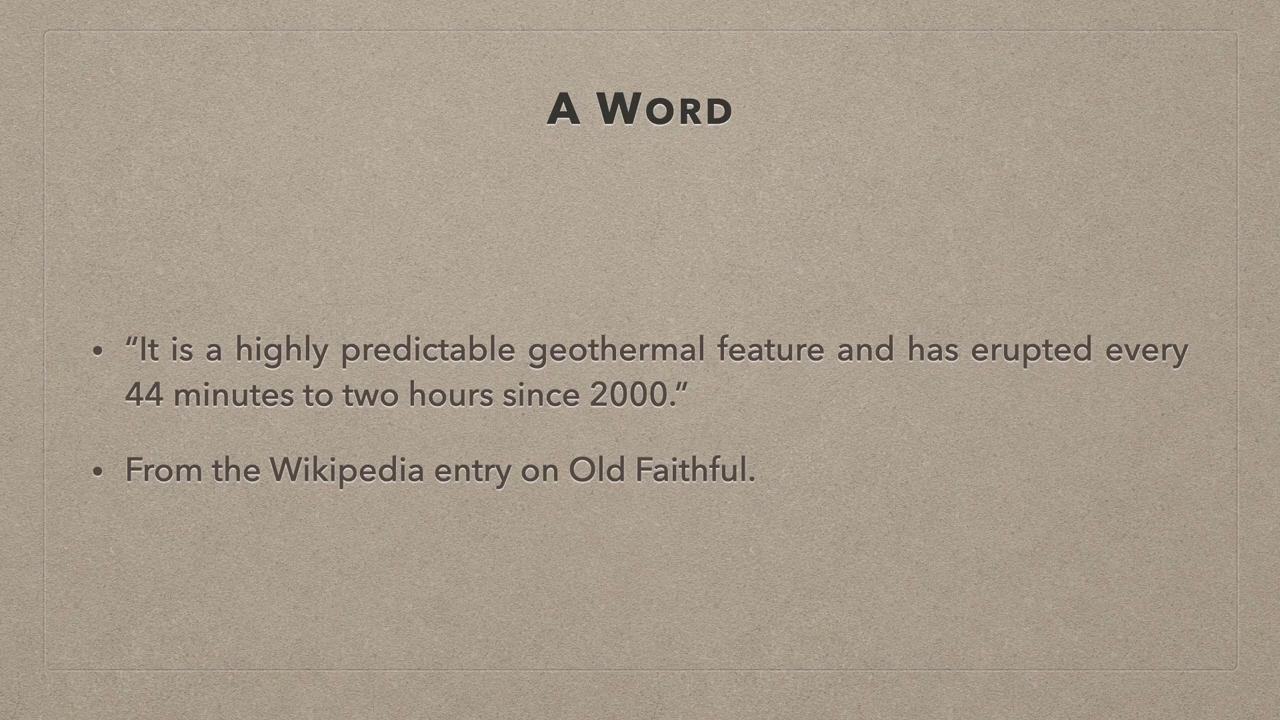 A Word
• “It is a highly predictable geothermal feature and has erupted every
44 minutes to two hours since 2000.”
• From the Wikipedia entry on Old Faithful.